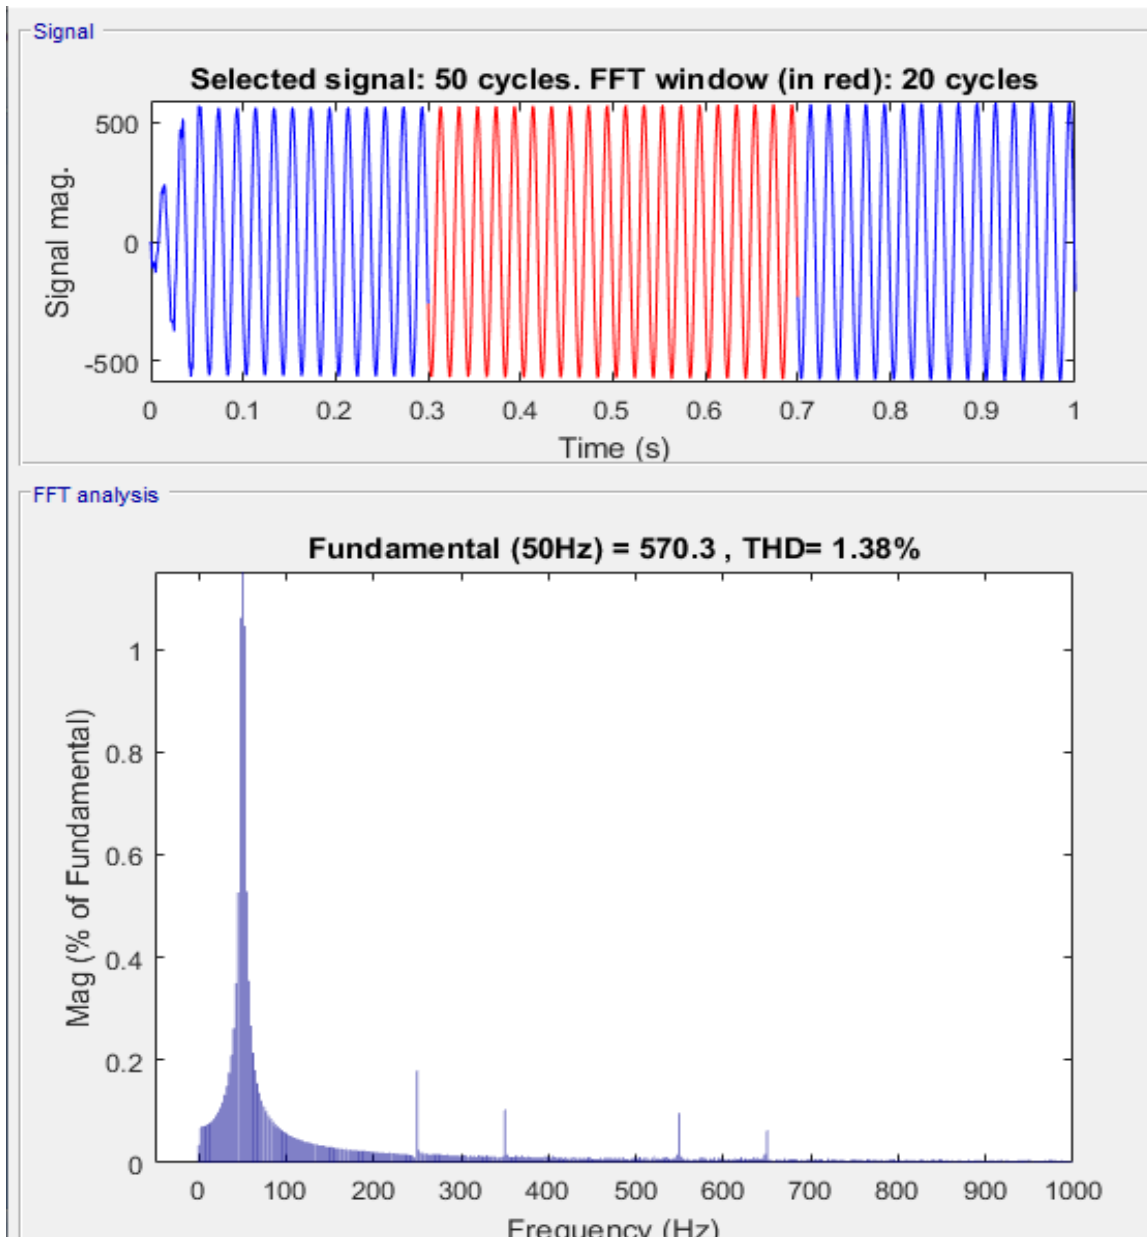 Signal
Selected signal: 50 cycles. FFT window (in red): 20 cycles
500
0
-500
Signal mag.
0 0.1 0.2 0.3 0.4 0.5 0.6 0.7 0.8 0.9 1
Time (s)
FFT analysis
Fundamental (50Hz) = 570.3 , THD= 1.38%
1
0.8
0.6
0.4
0.2
0
Mag (% of Fundamental)
0 100 200 300 400 500 600 700 800 900 1000
Frequency (Hz)